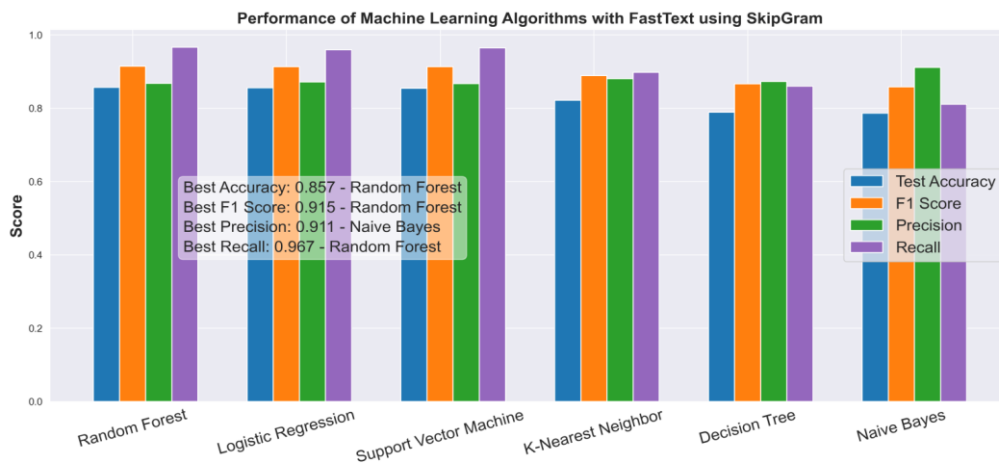 Performance of Machine Learning Algorithms with FastText using SkipGram
1.0
0.8
0.6
0.4
0.2
0.0
Score
Best Accuracy: 0.857 - Random Forest
Best F1 Score: 0.915 - Random Forest
Best Precision: 0.911 - Naive Bayes
Best Recall: 0.967 - Random Forest
Test Accuracy
F1 Score
Precision
Recall
Random Forest
Logistic Regression
Support Vector Machine
K-Nearest Neighbor
Decision Tree
Naive Bayes